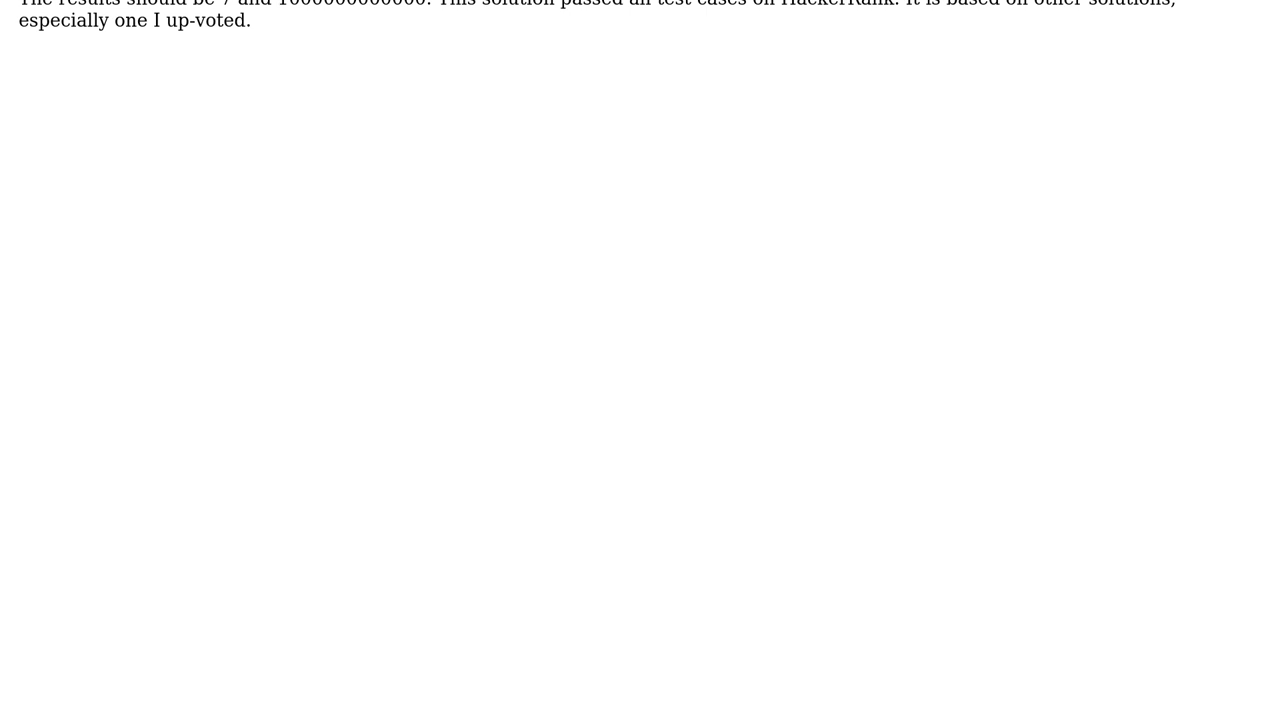 The results should be 7 and 1000000000000. This solution passed all test cases on HackerRank. It is based on other solutions,
especially one I up-voted.